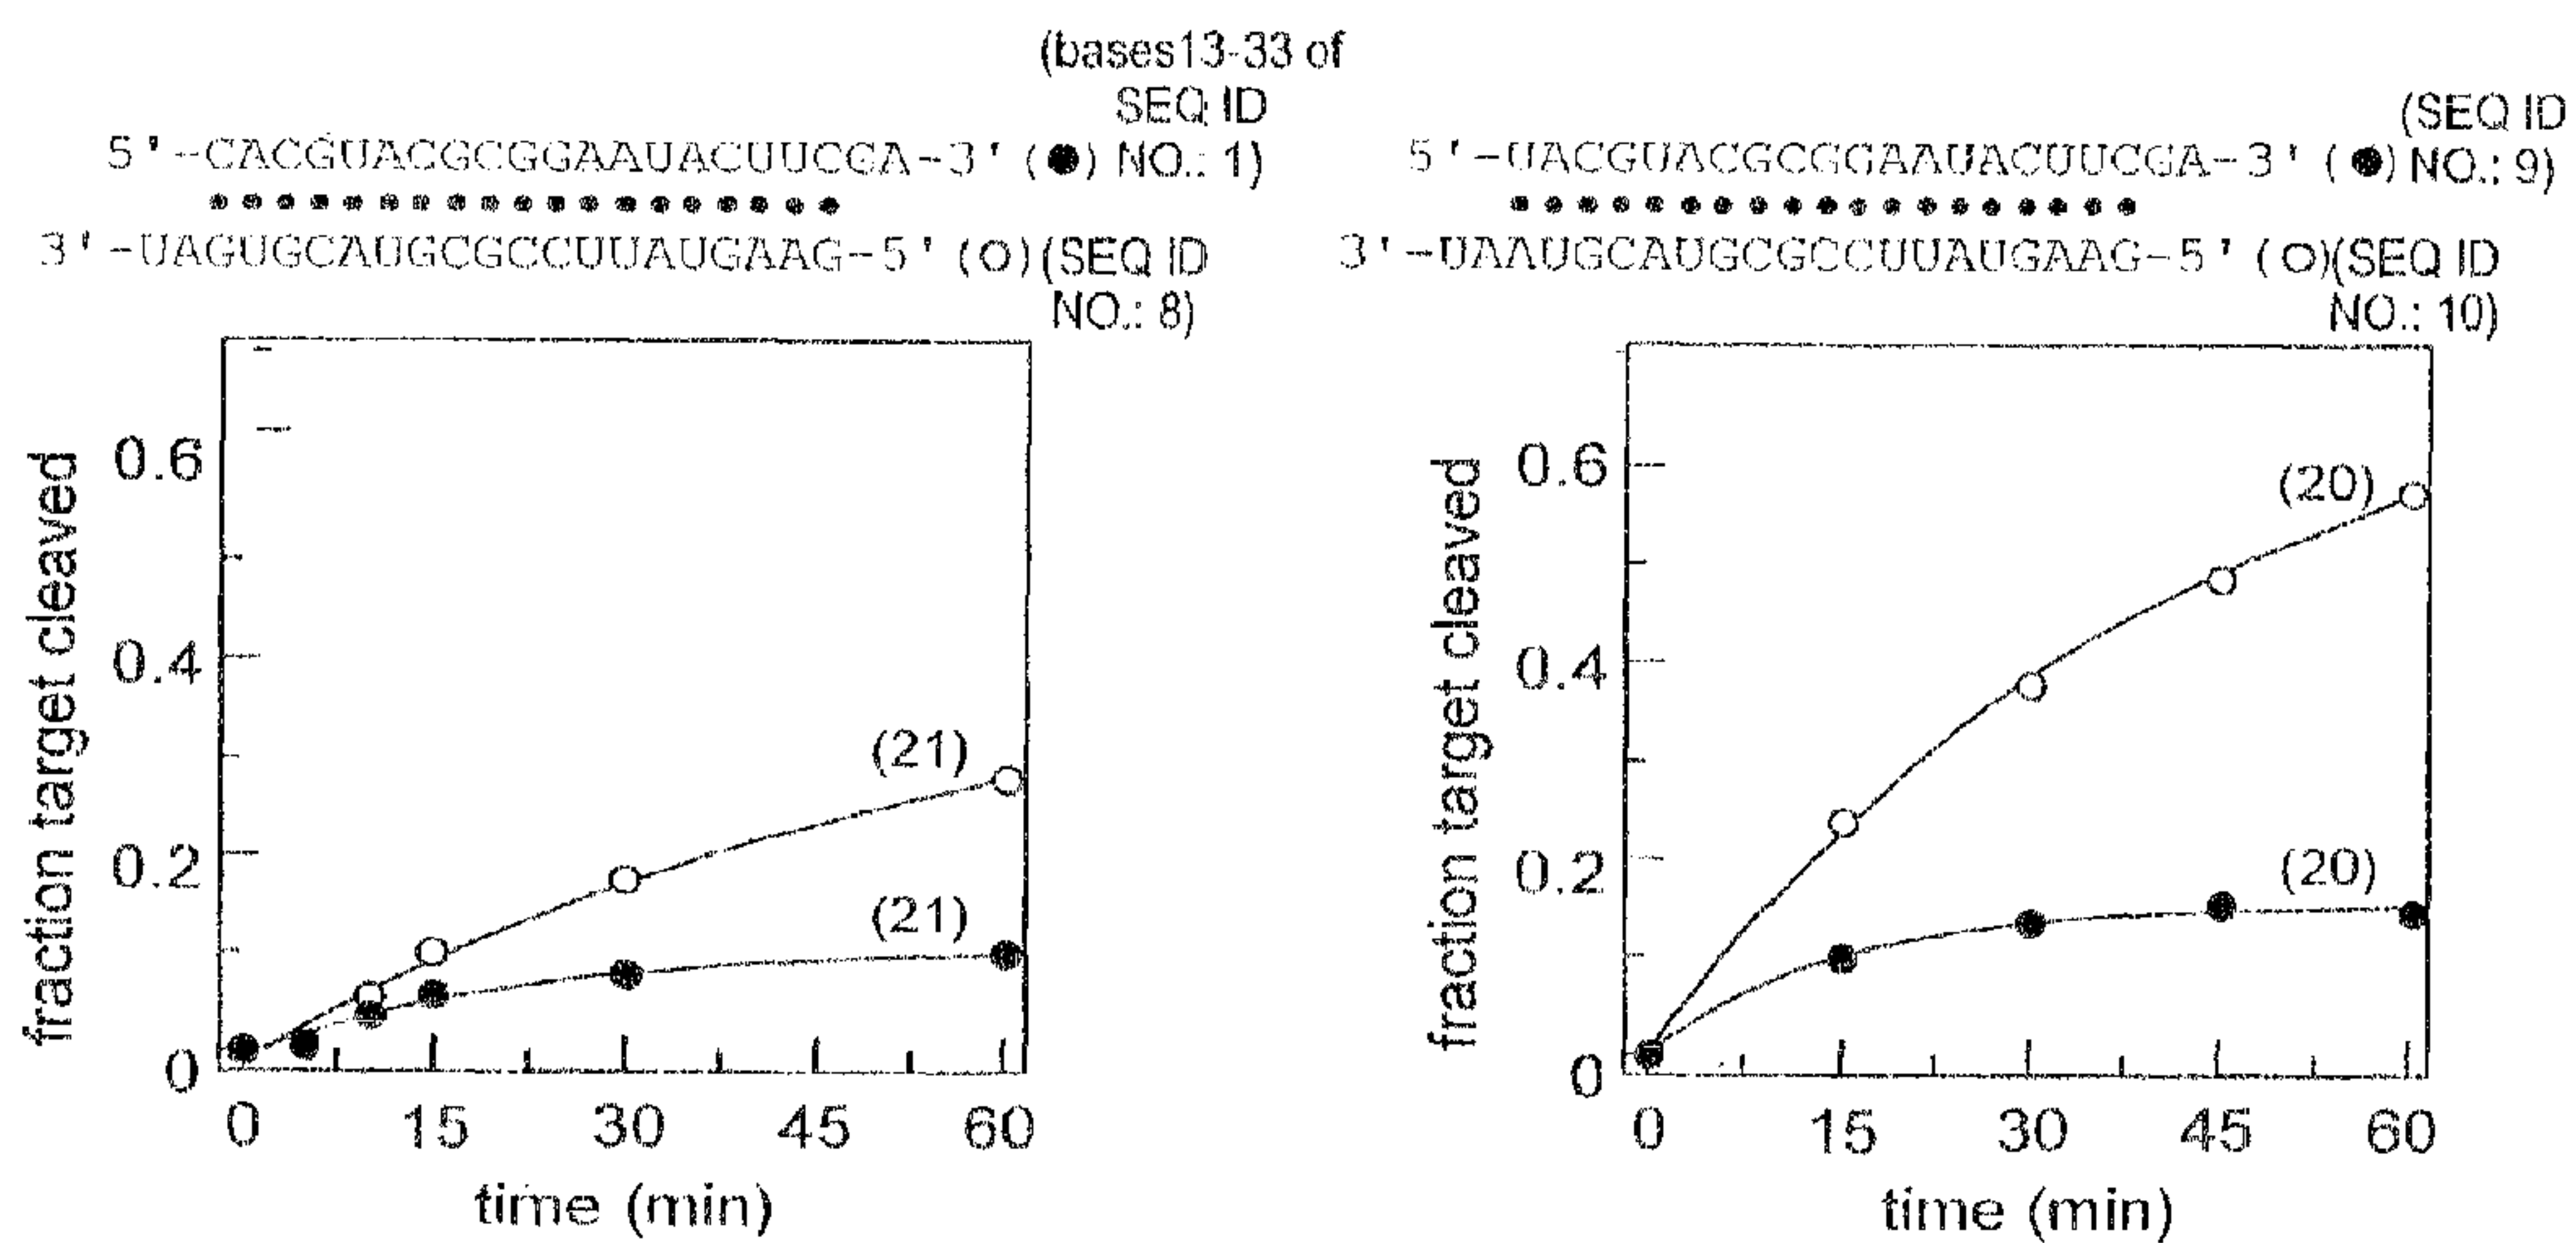 (bases13-33 of
SEQ ID
5'-CACGUACGCGGAAUACUUCGA-3' (●) NO.: 1)
3'-UAGUGCAUGCGCCUUAUGAAG-5' (○)(SEQ ID
NO.: 8)
(SEQ ID
5'-UACGUACGCGGAAUACUUCGA-3' (●) NO.: 9)
3'-UAAUGCAUGCGCCUUAUGAAG-5' (○)(SEQ ID
NO.: 10)
fraction target cleaved
0.6
0.4
0.2
0
(21)
(21)
0 15 30 45 60
time (min)
fraction target cleaved
0.6
0.4
0.2
0
(20)
(20)
0 15 30 45 60
time (min)